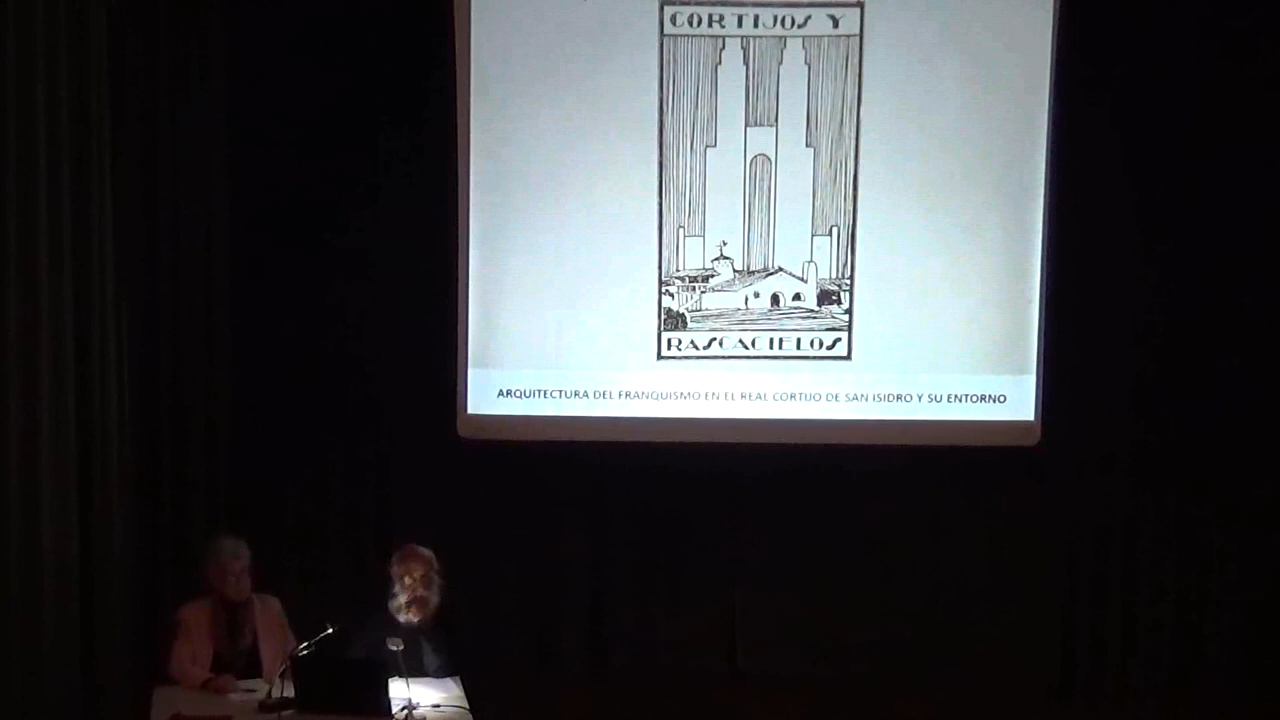 CORTIJOS Y
RASCACIELOS
ARQUITECTURA DEL FRANQUISMO EN EL REAL CORTIJO DE SAN ISIDRO Y SU ENTORNO